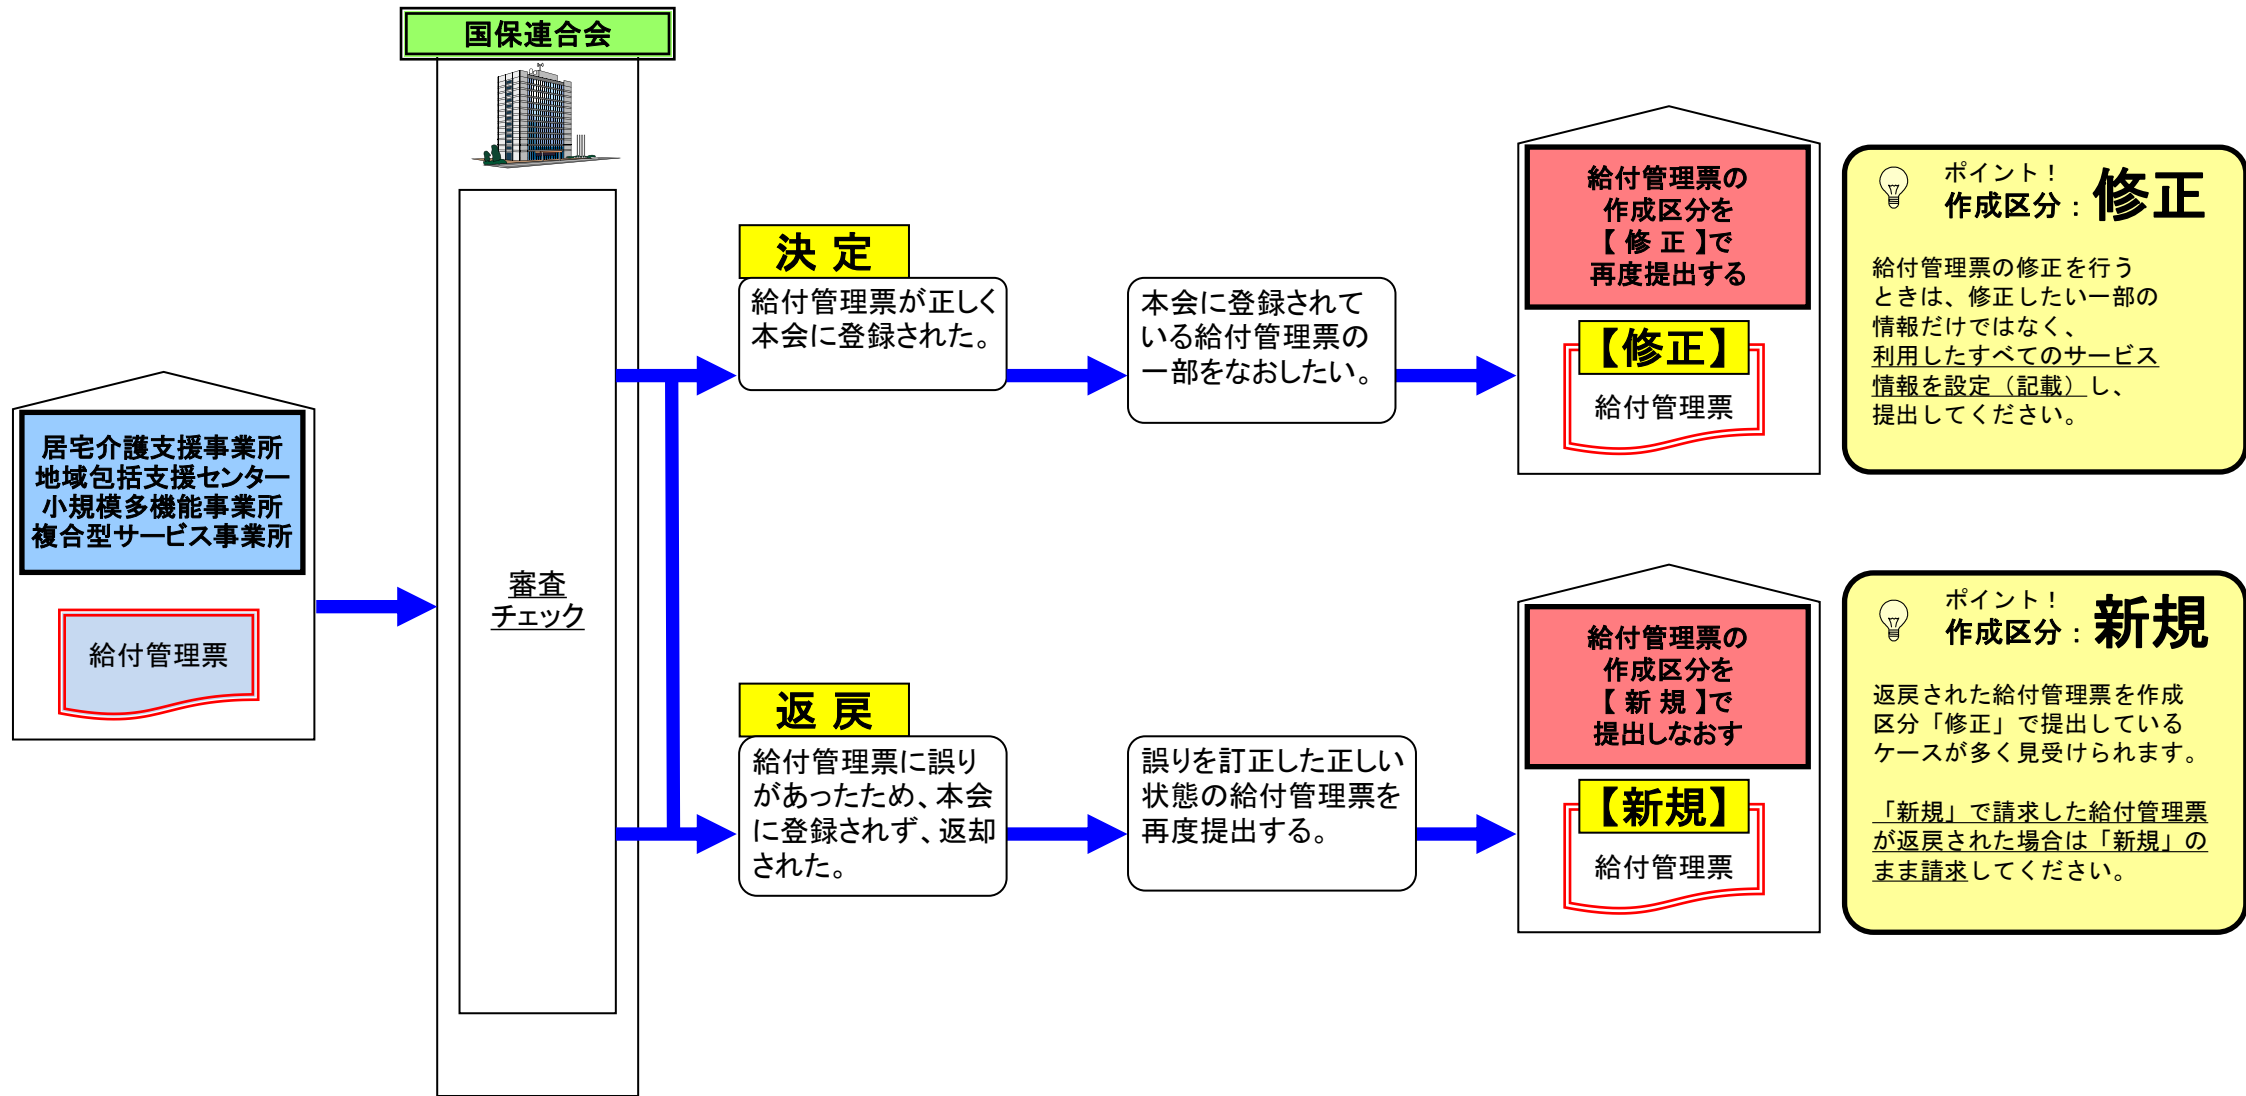 国保連合会
居宅介護支援事業所
地域包括支援センター
小規模多機能事業所
複合型サービス事業所
給付管理票
審査
チェック
決 定
給付管理票が正しく
本会に登録された。
本会に登録されて
いる給付管理票の
一部をなおしたい。
給付管理票の
作成区分を
【 修 正 】で
再度提出する
【修正】
給付管理票
ポイント！
作成区分：修正
給付管理票の修正を行う
ときは、修正したい一部の
情報だけではなく、
利用したすべてのサービス
情報を設定（記載）し、
提出してください。
返 戻
給付管理票に誤り
があったため、本会
に登録されず、返却
された。
誤りを訂正した正しい
状態の給付管理票を
再度提出する。
給付管理票の
作成区分を
【 新 規 】で
提出しなおす
【新規】
給付管理票
ポイント！
作成区分：新規
返戻された給付管理票を作成
区分「修正」で提出している
ケースが多く見受けられます。
「新規」で請求した給付管理票
が返戻された場合は「新規」の
まま請求してください。